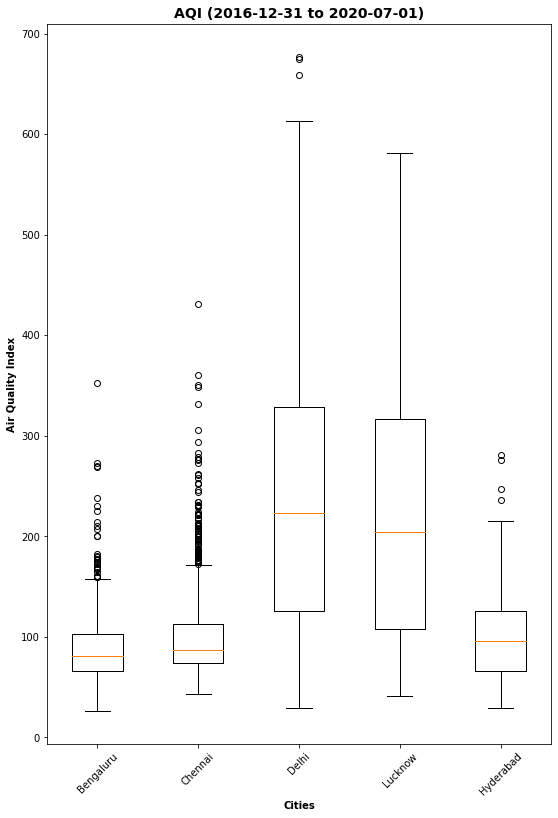 AQI (2016-12-31 to 2020-07-01)
700
600
500
400
300
200
100
0
Air Quality Index
Bengaluru
Chennai
Delhi
Lucknow
Hyderabad
Cities